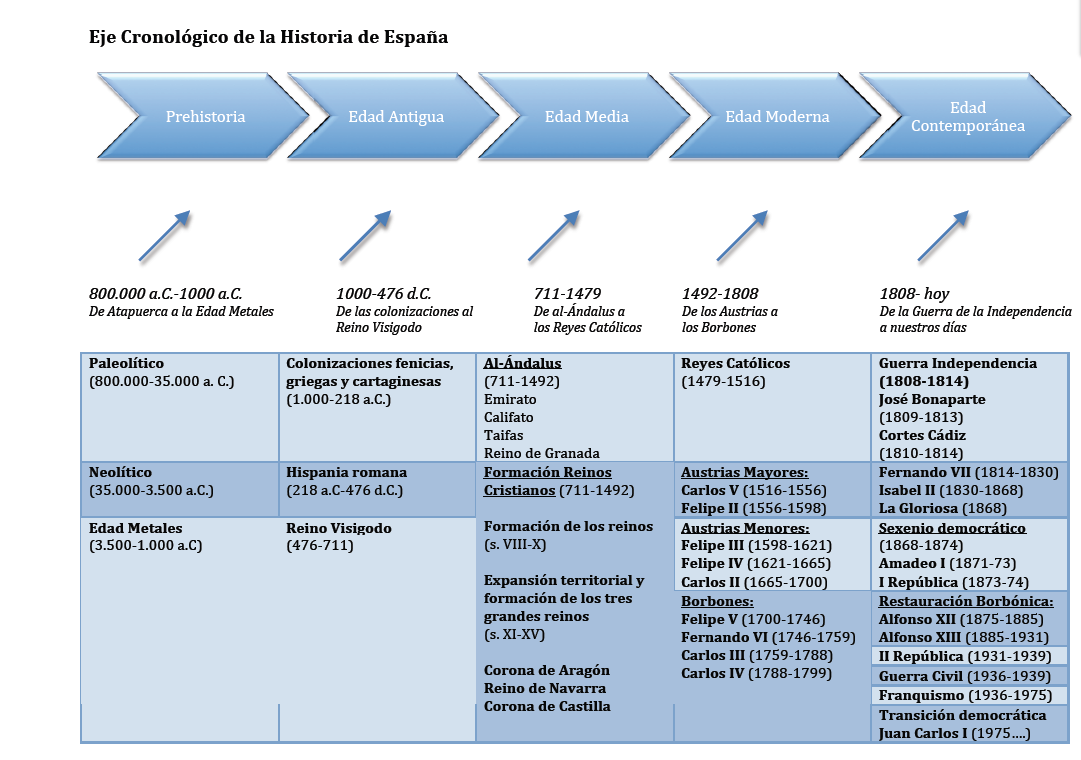 Eje Cronológico de la Historia de España
Prehistoria
Edad Antigua
Edad Media
Edad Moderna
Edad
Contemporánea
800.000 a.C.-1000 a.C.
De Atapuerca a la Edad Metales
1000-476 d.C.
De las colonizaciones al
Reino Visigodo
711-1479
De al-Ándalus a
los Reyes Católicos
1492-1808
De los Austrias a
los Borbones
1808- hoy
De la Guerra de la Independencia
a nuestros días
Paleolítico
(800.000-35.000 a. C.)
Colonizaciones fenicias,
griegas y cartaginesas
(1.000-218 a.C.)
Al-Ándalus
(711-1492)
Emirato
Califato
Taifas
Reino de Granada
Reyes Católicos
(1479-1516)
Guerra Independencia
(1808-1814)
José Bonaparte
(1809-1813)
Cortes Cádiz
(1810-1814)
Neolítico
(35.000-3.500 a.C.)
Hispania romana
(218 a.C-476 d.C.)
Formación Reinos
Cristianos (711-1492)
Formación de los reinos
(s. VIII-X)
Expansión territorial y
formación de los tres
grandes reinos
(s. XI-XV)
Corona de Aragón
Reino de Navarra
Corona de Castilla
Austrias Mayores:
Carlos V (1516-1556)
Felipe II (1556-1598)
Fernando VII (1814-1830)
Isabel II (1830-1868)
La Gloriosa (1868)
Edad Metales
(3.500-1.000 a.C)
Reino Visigodo
(476-711)
Austrias Menores:
Felipe III (1598-1621)
Felipe IV (1621-1665)
Carlos II (1665-1700)
Sexenio democrático
(1868-1874)
Amadeo I (1871-73)
I República (1873-74)
Borbones:
Felipe V (1700-1746)
Fernando VI (1746-1759)
Carlos III (1759-1788)
Carlos IV (1788-1799)
Restauración Borbónica:
Alfonso XII (1875-1885)
Alfonso XIII (1885-1931)
II República (1931-1939)
Guerra Civil (1936-1939)
Franquismo (1936-1975)
Transición democrática
Juan Carlos I (1975....)